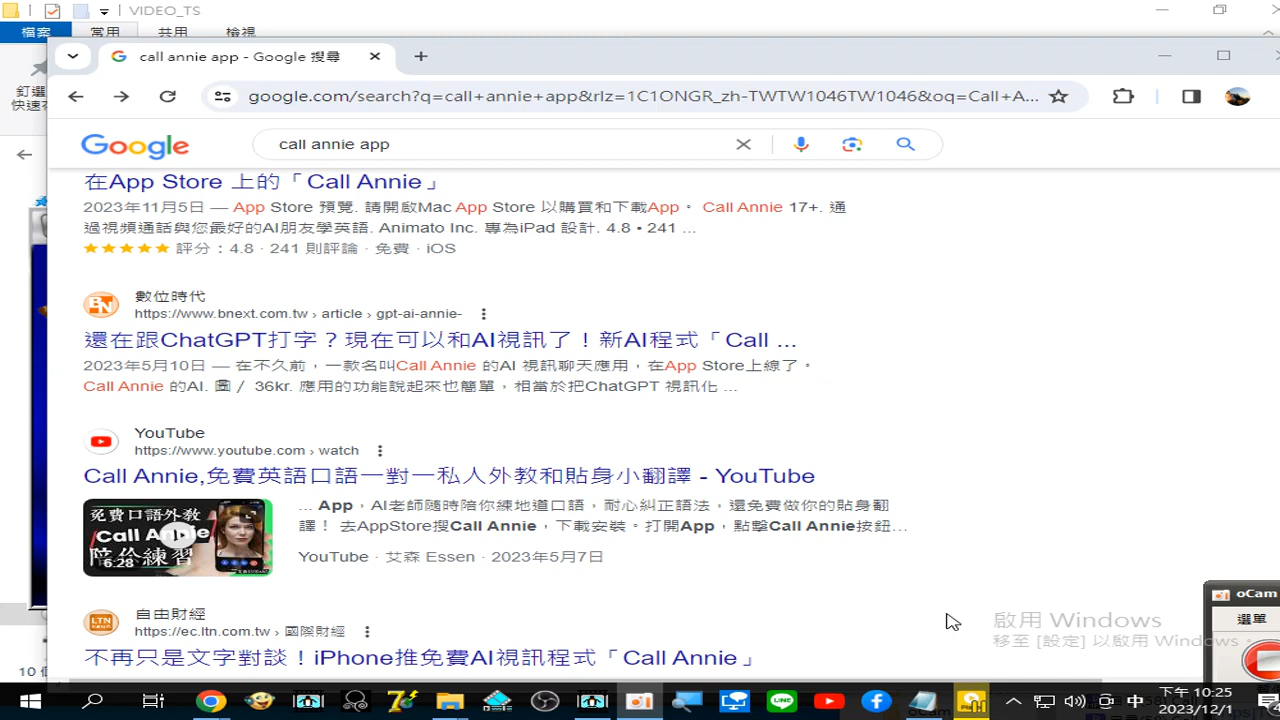 VIDEO_TS
檔案 常用 共用 檢視
call annie app - Google 搜尋
google.com/search?q=call+annie+app&rlz=1C1ONGR_zh-TWTW1046TW1046&oq=Call+A...
Google
call annie app
在App Store 上的「Call Annie」
2023年11月5日 — App Store 預覽. 請開啟Mac App Store 以購買和下載App。 Call Annie 17+. 通
過視頻通話與您最好的AI朋友學英語. Animato Inc. 專為iPad 設計. 4.8 • 241 ...
評分：4.8 · 241 則評論 · 免費 · iOS
數位時代
https://www.bnext.com.tw › article › gpt-ai-annie-
還在跟ChatGPT打字？現在可以和AI視訊了！新AI程式「Call ...
2023年5月10日 — 在不久前，一款名叫Call Annie 的AI 視訊聊天應用，在App Store上線了。
Call Annie 的AI. 圖 / 36kr. 應用的功能說起來也簡單，相當於把ChatGPT 視訊化 ...
YouTube
https://www.youtube.com › watch
Call Annie,免費英語口語一對一私人外教和貼身小翻譯 - YouTube
免費口語外教
Call Annie
陪你練習
6:28
... App，AI老師隨時陪你練地道口語，耐心糾正語法，還免費做你的貼身翻
譯！ 去AppStore搜Call Annie，下載安裝。打開App，點擊Call Annie按鈕...
YouTube · 艾森 Essen · 2023年5月7日
自由財經
https://ec.ltn.com.tw › 國際財經
不再只是文字對談！iPhone推免費AI視訊程式「Call Annie」
啟用 Windows
移至 [設定] 以啟用 Windows。
oCam
選單
中
下午 10:25
2023/12/1